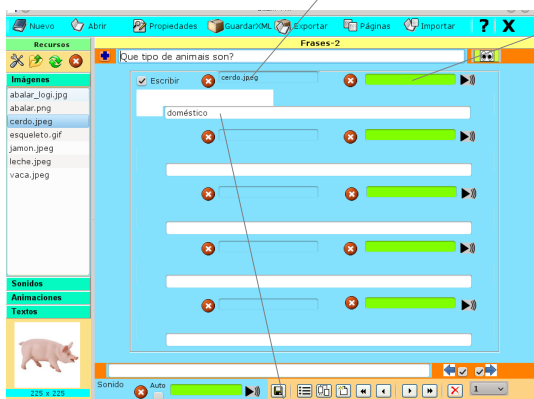 Nuevo Abrir Propiedades GuardarXML Exportar Páginas Importar ? X
Recursos
Frases-2
Que tipo de animais son?
Imágenes
Escribir
cerdo.jpeg
abalar_logi.jpg
abalar.png
cerdo.jpeg
doméstico
esqueleto.gif
jamon.jpeg
leche.jpeg
vaca.jpeg
Sonidos
Animaciones
Textos
Sonido
Auto
1
225 x 225